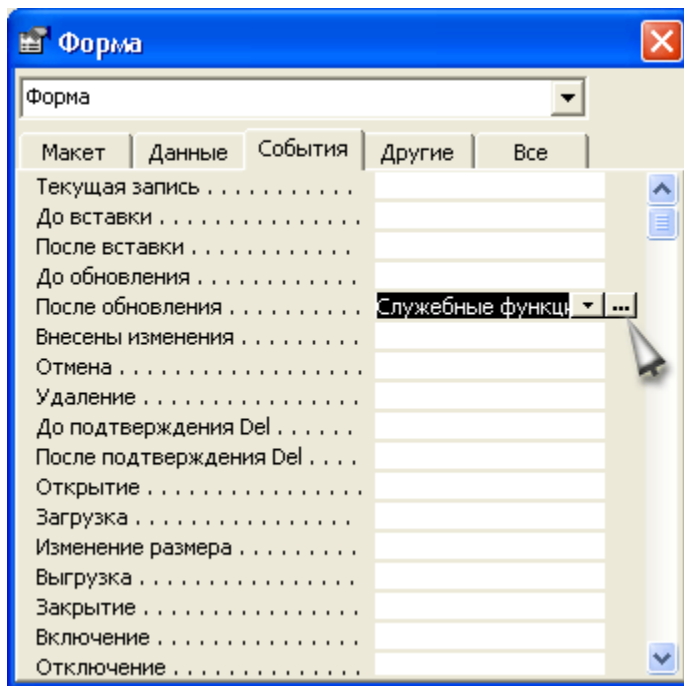 Форма
Форма
Макет Данные События Другие Все
Текущая запись . . . . . . . . . . .
До вставки . . . . . . . . . . . . . . .
После вставки . . . . . . . . . . . .
До обновления . . . . . . . . . . . .
После обновления . . . . . . . . . . Служебные функци ...
Внесены изменения . . . . . . . . .
Отмена . . . . . . . . . . . . . . . . . .
Удаление . . . . . . . . . . . . . . . .
До подтверждения Del . . . . . .
После подтверждения Del . . . .
Открытие . . . . . . . . . . . . . . . .
Загрузка . . . . . . . . . . . . . . . .
Изменение размера . . . . . . . . .
Выгрузка . . . . . . . . . . . . . . . .
Закрытие . . . . . . . . . . . . . . . .
Включение . . . . . . . . . . . . . . .
Отключение . . . . . . . . . . . . . .